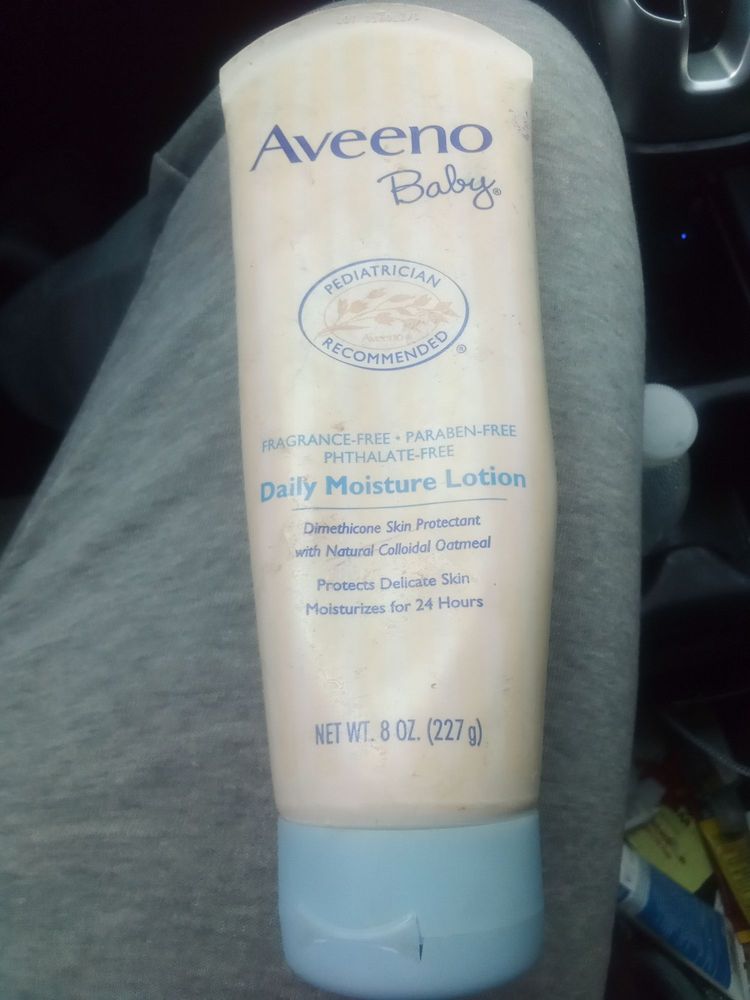 Aveeno
Baby®
PEDIATRICIAN
Aveeno
RECOMMENDED®
FRAGRANCE-FREE • PARABEN-FREE
PHTHALATE-FREE
Daily Moisture Lotion
Dimethicone Skin Protectant
with Natural Colloidal Oatmeal
Protects Delicate Skin
Moisturizes for 24 Hours
NET WT. 8 OZ. (227 g)